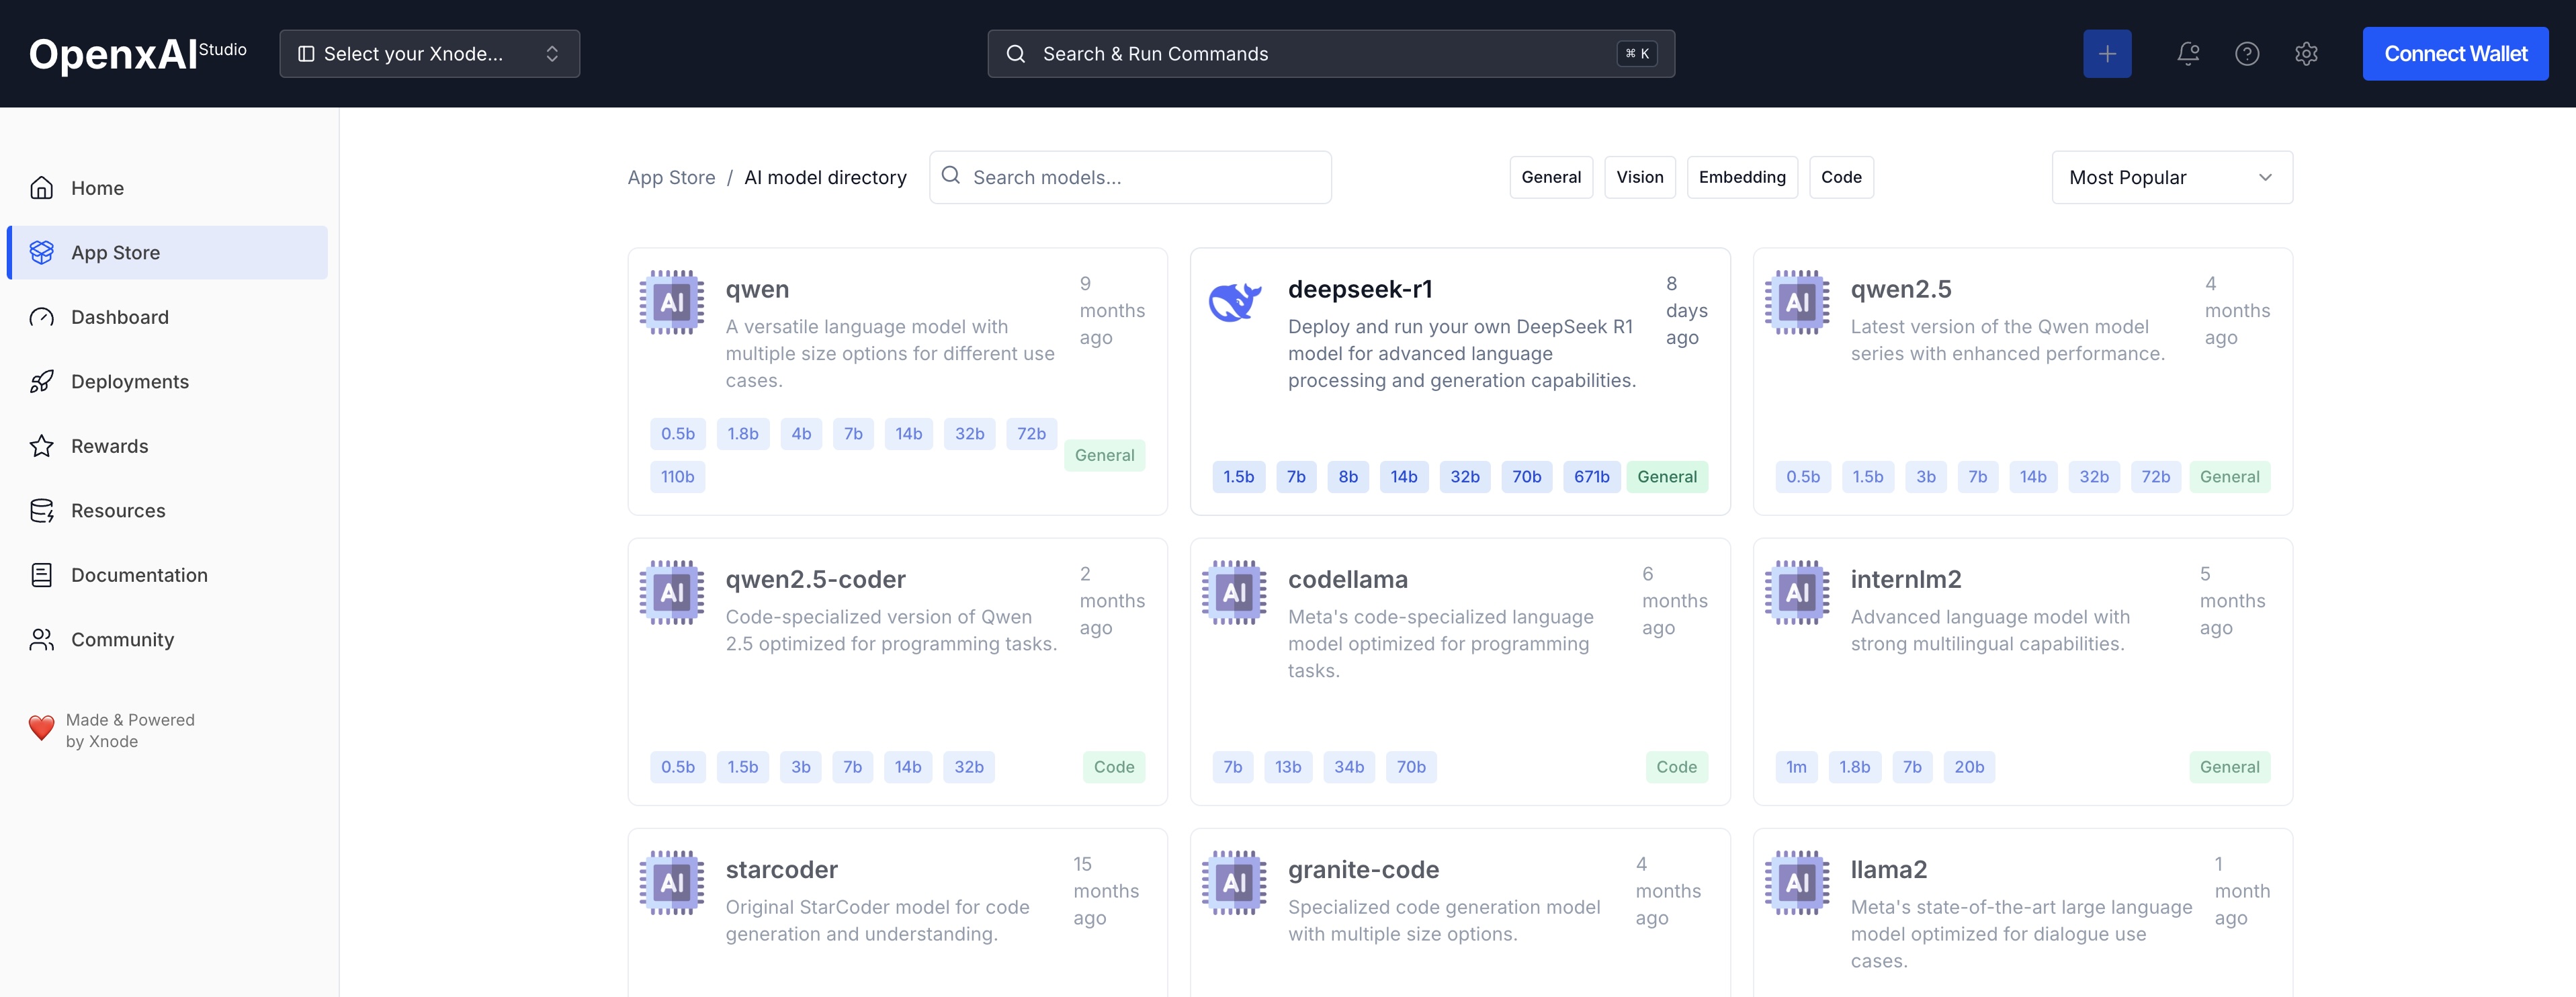 OpenxAI Studio
Select your Xnode...
Search & Run Commands
⌘ K
Connect Wallet
Home
App Store
Dashboard
Deployments
Rewards
Resources
Documentation
Community
Made & Powered
by Xnode
App Store / AI model directory
Search models...
General
Vision
Embedding
Code
Most Popular
AI
qwen
9
months
ago
A versatile language model with
multiple size options for different use
cases.
0.5b 1.8b 4b 7b 14b 32b 72b
110b
General
deepseek-r1
8
days
ago
Deploy and run your own DeepSeek R1
model for advanced language
processing and generation capabilities.
1.5b 7b 8b 14b 32b 70b 671b General
AI
qwen2.5
4
months
ago
Latest version of the Qwen model
series with enhanced performance.
0.5b 1.5b 3b 7b 14b 32b 72b General
AI
qwen2.5-coder
2
months
ago
Code-specialized version of Qwen
2.5 optimized for programming tasks.
0.5b 1.5b 3b 7b 14b 32b Code
AI
codellama
6
months
ago
Meta's code-specialized language
model optimized for programming
tasks.
7b 13b 34b 70b Code
AI
internlm2
5
months
ago
Advanced language model with
strong multilingual capabilities.
1m 1.8b 7b 20b General
AI
starcoder
15
months
ago
Original StarCoder model for code
generation and understanding.
AI
granite-code
4
months
ago
Specialized code generation model
with multiple size options.
AI
llama2
1
month
ago
Meta's state-of-the-art large language
model optimized for dialogue use
cases.